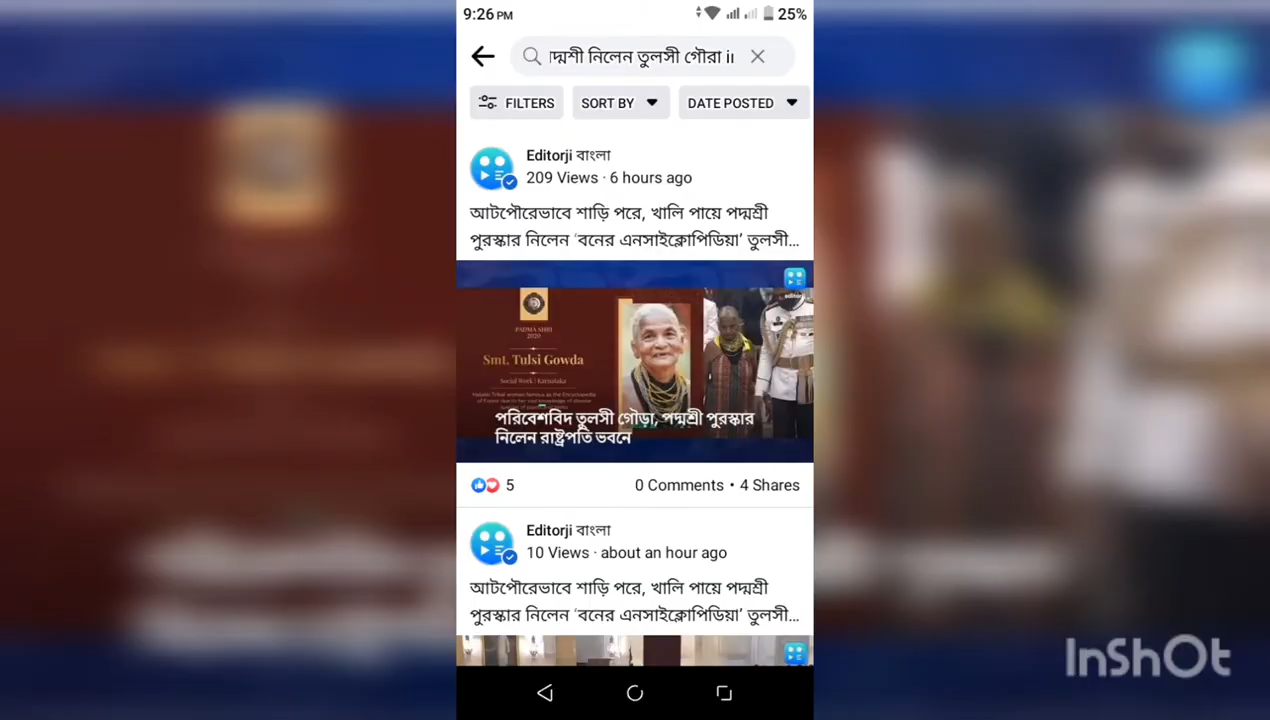 9:26 PM
25%
দ্মশী নিলেন তুলসী গৌরা ii
FILTERS
SORT BY
DATE POSTED
Editorji বাংলা
209 Views · 6 hours ago
আটপৌরেভাবে শাড়ি পরে, খালি পায়ে পদ্মশ্রী
পুরস্কার নিলেন ‘বনের এনসাইক্লোপিডিয়া’ তুলসী...
editorji
PADMA SHRI
2020
Smt. Tulsi Gowda
Social Work | Karnataka
পরিবেশবিদ তুলসী গৌড়া, পদ্মশ্রী পুরস্কার
নিলেন রাষ্ট্রপতি ভবনে
5
0 Comments • 4 Shares
Editorji বাংলা
10 Views · about an hour ago
আটপৌরেভাবে শাড়ি পরে, খালি পায়ে পদ্মশ্রী
পুরস্কার নিলেন ‘বনের এনসাইক্লোপিডিয়া’ তুলসী...
InShOt